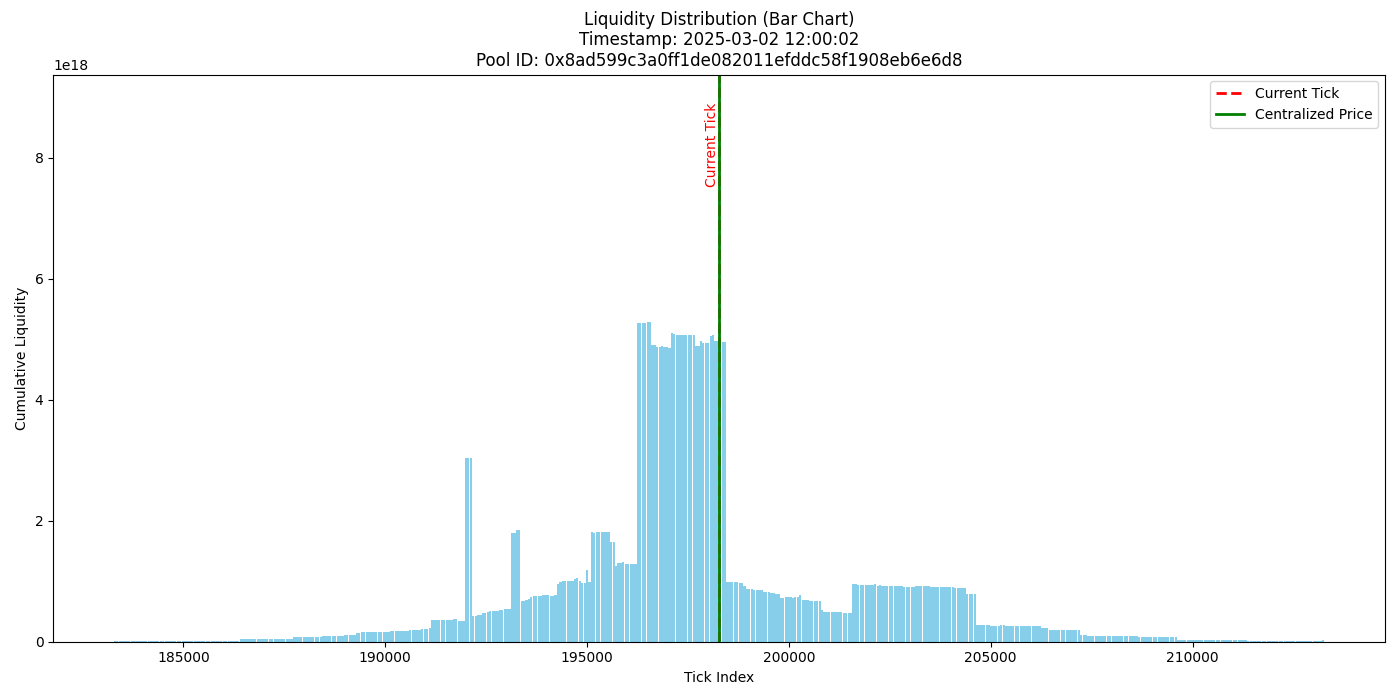 Liquidity Distribution (Bar Chart)
Timestamp: 2025-03-02 12:00:02
Pool ID: 0x8ad599c3a0ff1de082011efddc58f1908eb6e6d8
1e18
Current Tick
Centralized Price
Current Tick
8
6
4
2
0
Cumulative Liquidity
185000
190000
195000
200000
205000
210000
Tick Index